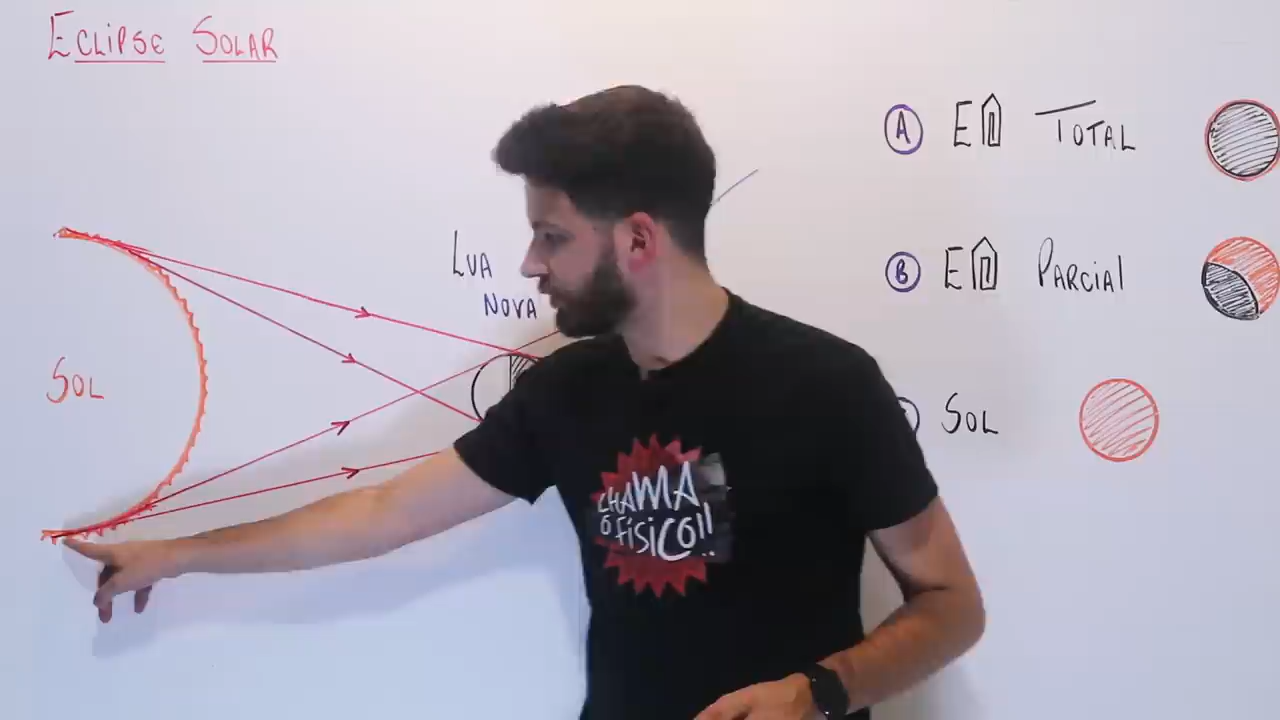 ECLIPSE SOLAR
LUA
NOVA
SOL
A E TOTAL
B E PARCIAL
SOL
CHAMA
O FÍSICO!!